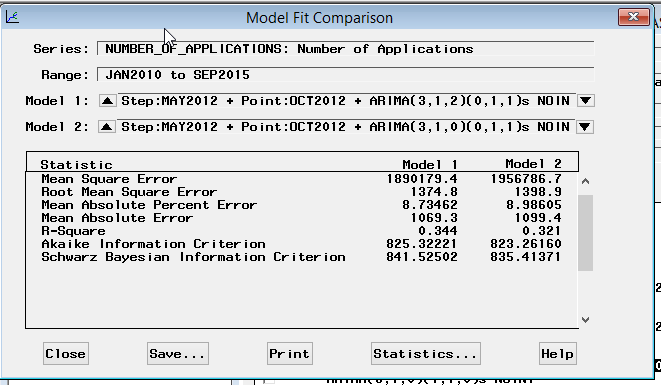 Model Fit Comparison
Series: NUMBER_OF_APPLICATIONS: Number of Applications
Range: JAN2010 to SEP2015
Model 1: Step:MAY2012 + Point:OCT2012 + ARIMA(3,1,2)(0,1,1)s NOIN
Model 2: Step:MAY2012 + Point:OCT2012 + ARIMA(3,1,0)(0,1,1)s NOIN
Statistic Model 1 Model 2
Mean Square Error 1890179.4 1956786.7
Root Mean Square Error 1374.8 1398.9
Mean Absolute Percent Error 8.73462 8.98605
Mean Absolute Error 1069.3 1099.4
R-Square 0.344 0.321
Akaike Information Criterion 825.32221 823.26160
Schwarz Bayesian Information Criterion 841.52502 835.41371
Close Save... Print Statistics... Help